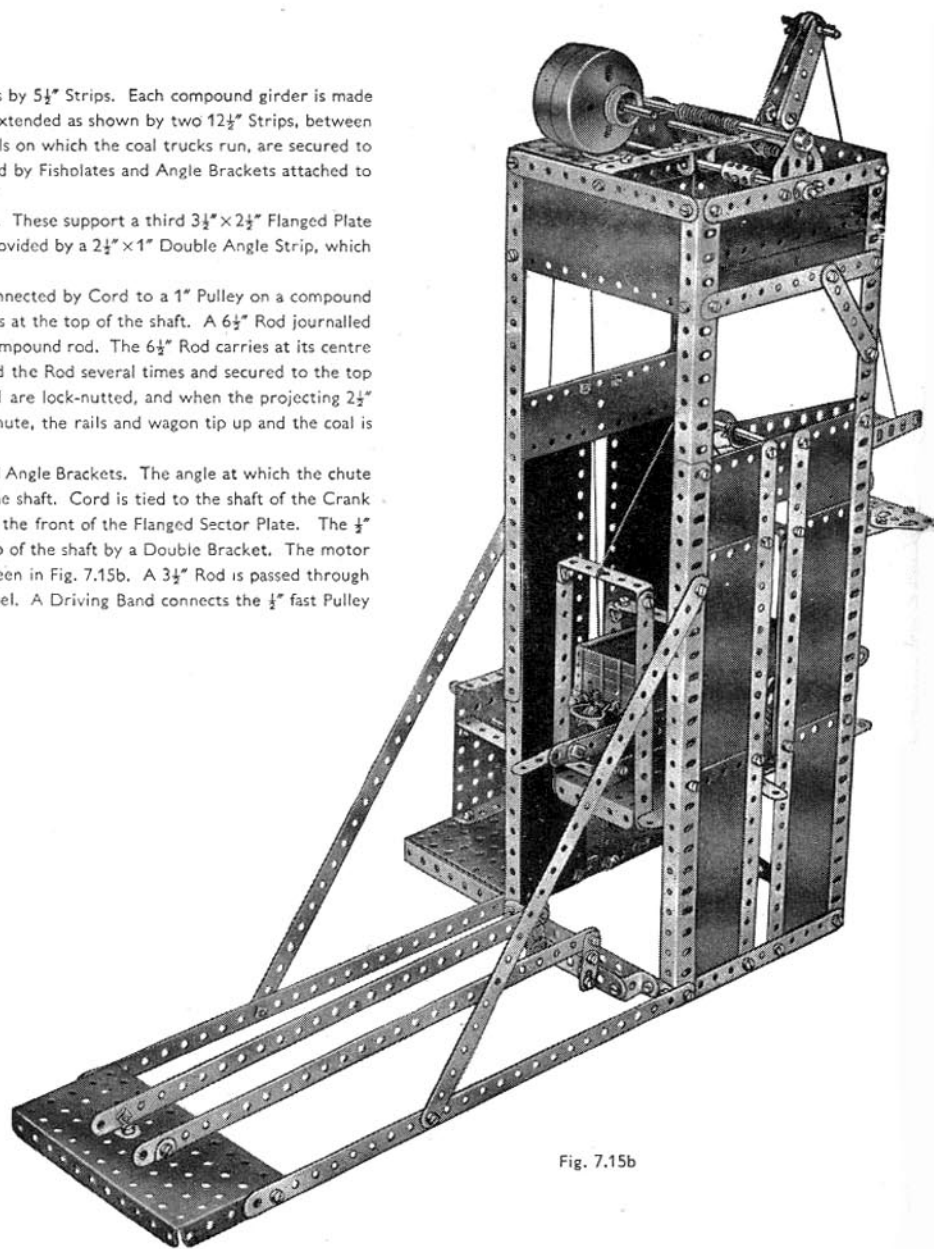 s by 5½″ Strips. Each compound girder is made
xtended as shown by two 12½″ Strips, between
ls on which the coal trucks run, are secured to
d by Fishplates and Angle Brackets attached to
. These support a third 3½″×2½″ Flanged Plate
rovided by a 2½″×1″ Double Angle Strip, which
nnected by Cord to a 1″ Pulley on a compound
s at the top of the shaft. A 6½″ Rod journalled
mpound rod. The 6½″ Rod carries at its centre
d the Rod several times and secured to the top
l are lock-nutted, and when the projecting 2½″
nute, the rails and wagon tip up and the coal is
l Angle Brackets. The angle at which the chute
he shaft. Cord is tied to the shaft of the Crank
the front of the Flanged Sector Plate. The ½″
p of the shaft by a Double Bracket. The motor
een in Fig. 7.15b. A 3½″ Rod is passed through
el. A Driving Band connects the ½″ fast Pulley
Fig. 7.15b